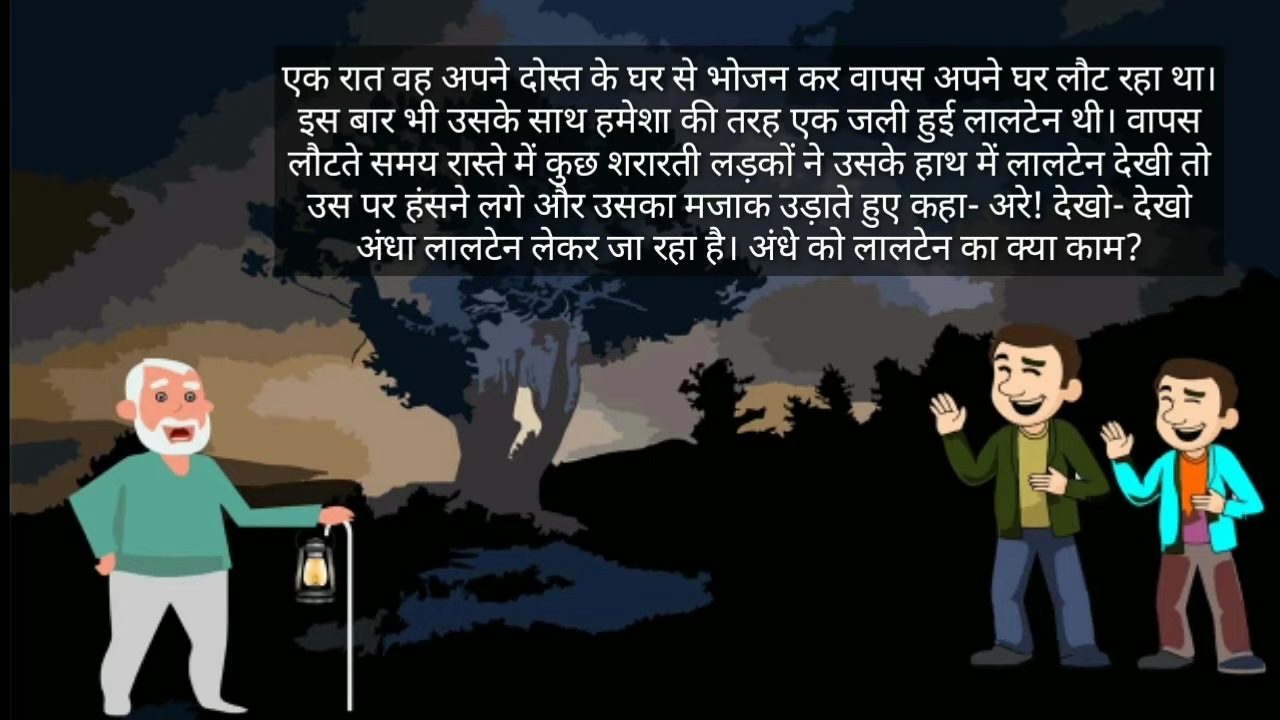 एक रात वह अपने दोस्त के घर से भोजन कर वापस अपने घर लौट रहा था।
इस बार भी उसके साथ हमेशा की तरह एक जली हुई लालटेन थी। वापस
लौटते समय रास्ते में कुछ शरारती लड़कों ने उसके हाथ में लालटेन देखी तो
उस पर हंसने लगे और उसका मजाक उड़ाते हुए कहा- अरे! देखो- देखो
अंधा लालटेन लेकर जा रहा है। अंधे को लालटेन का क्या काम?